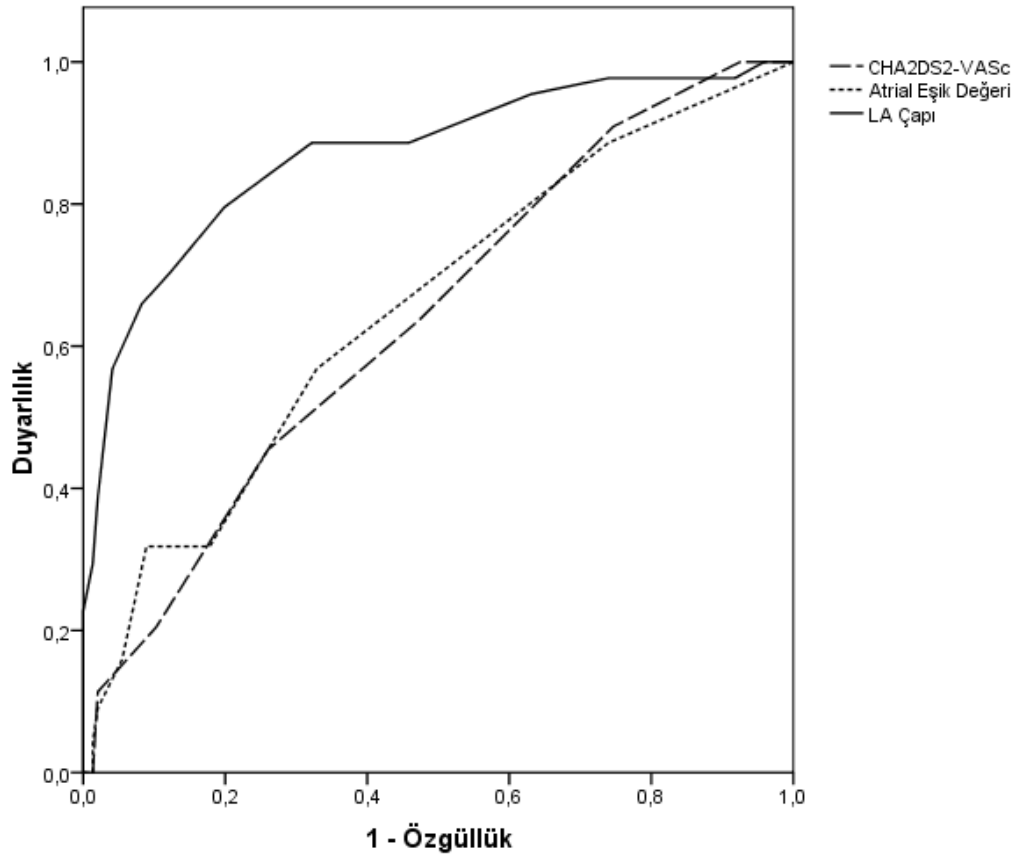 CHA2DS2-VASc
Atrial Eşik Değeri
LA Çapı
1,0
0,8
0,6
0,4
0,2
0,0
Duyarlılık
0,0 0,2 0,4 0,6 0,8 1,0
1 - Özgüllük